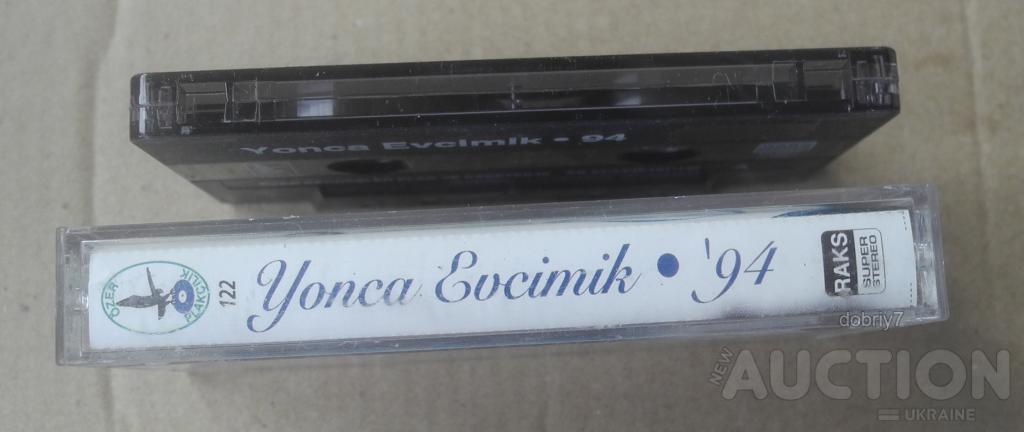 Yonca Evcimik • 94
ÖZER PLAKÇILIK
122
Yonca Evcimik • '94
RAKS
SUPER
STEREO
dobriy7
NEW
AUCTION
UKRAINE